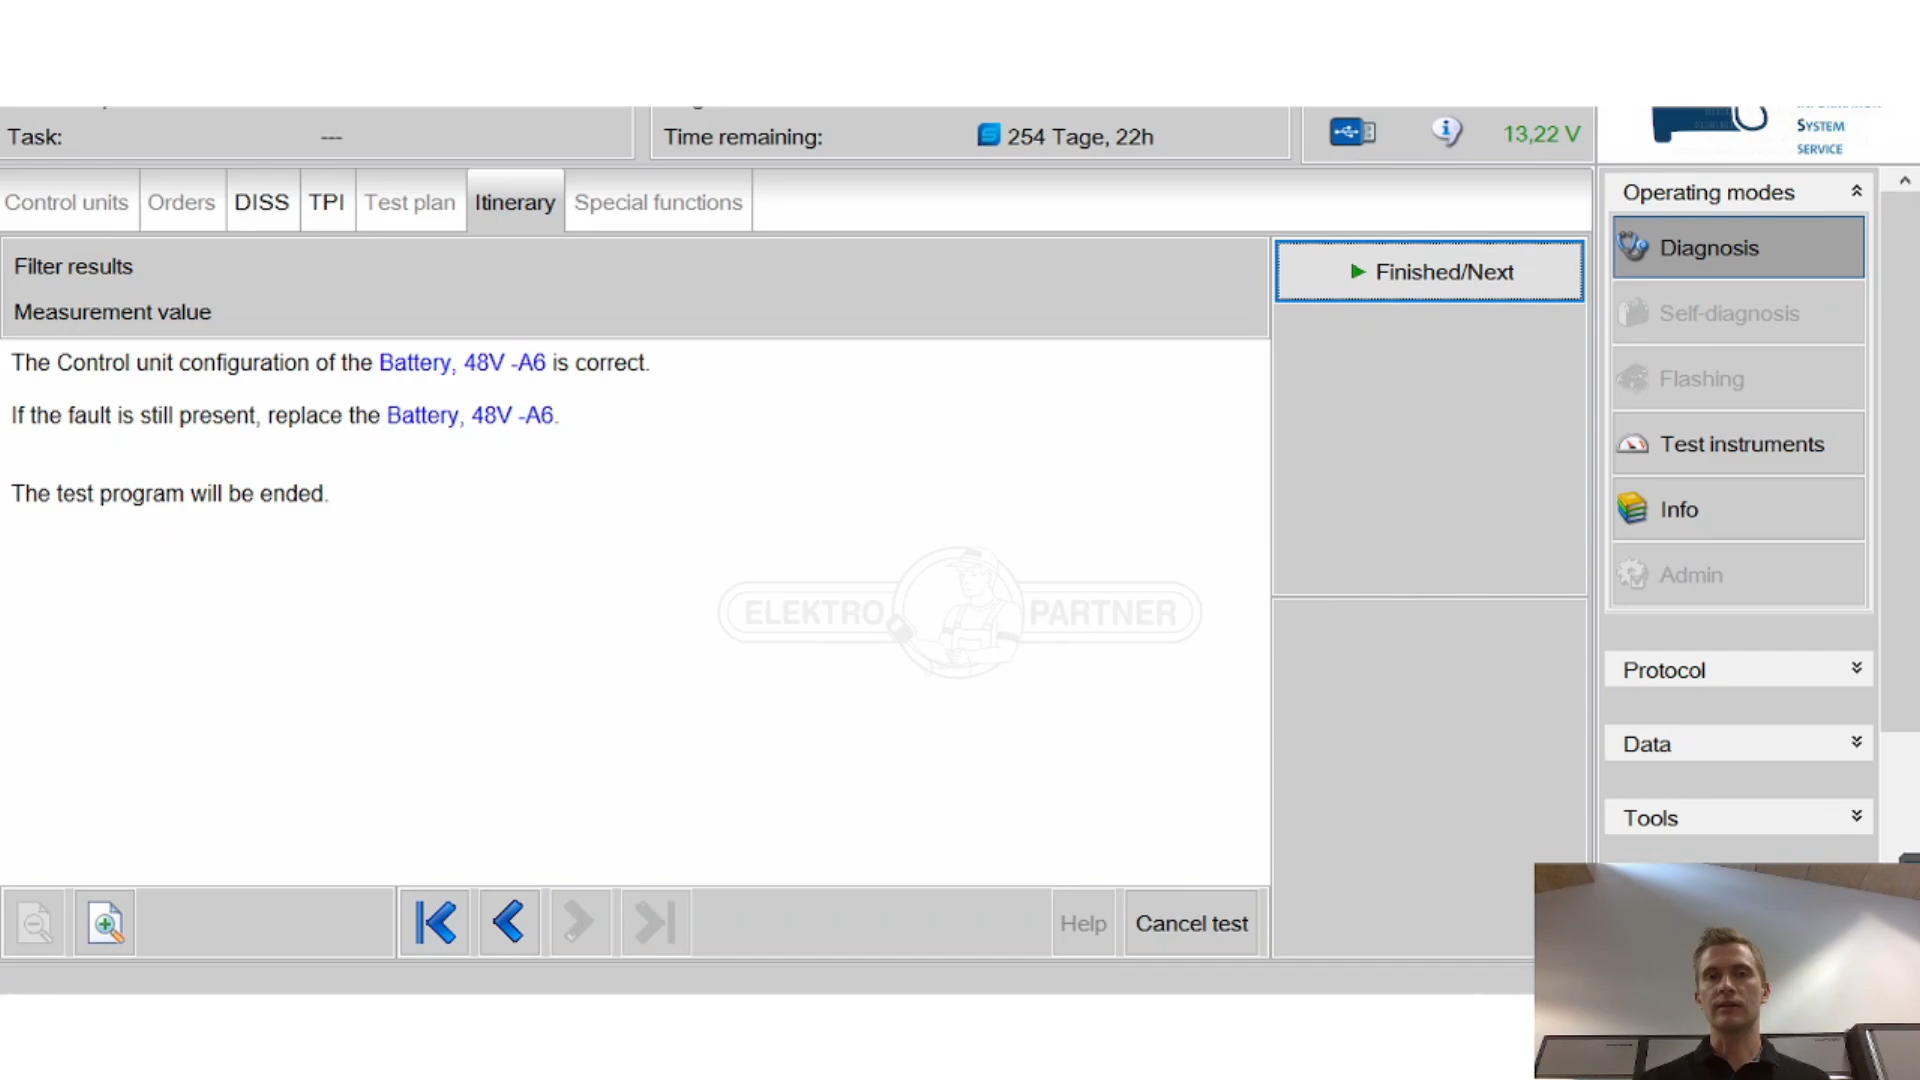 Task:
---
Time remaining:
254 Tage, 22h
13,22 V
SYSTEM
SERVICE
Control units
Orders
DISS
TPI
Test plan
Itinerary
Special functions
Operating modes
Filter results
Measurement value
Finished/Next
Diagnosis
Self-diagnosis
Flashing
Test instruments
Info
Admin
The Control unit configuration of the Battery, 48V -A6 is correct.
If the fault is still present, replace the Battery, 48V -A6.
The test program will be ended.
ELEKTRO PARTNER
Protocol
Data
Tools
Help
Cancel test